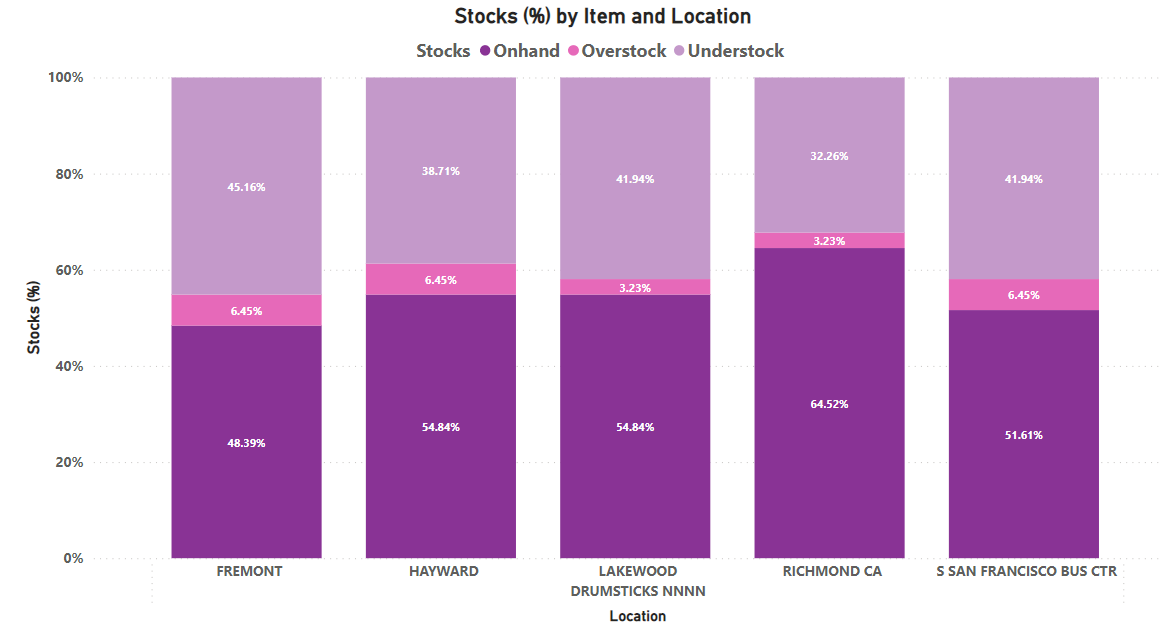 Stocks (%) by Item and Location
Stocks Onhand Overstock Understock
100%
80%
60%
40%
20%
0%
Stocks (%)
45.16%
6.45%
48.39%
38.71%
6.45%
54.84%
41.94%
3.23%
54.84%
32.26%
3.23%
64.52%
41.94%
6.45%
51.61%
FREMONT
HAYWARD
LAKEWOOD
RICHMOND CA
S SAN FRANCISCO BUS CTR
DRUMSTICKS NNNN
Location